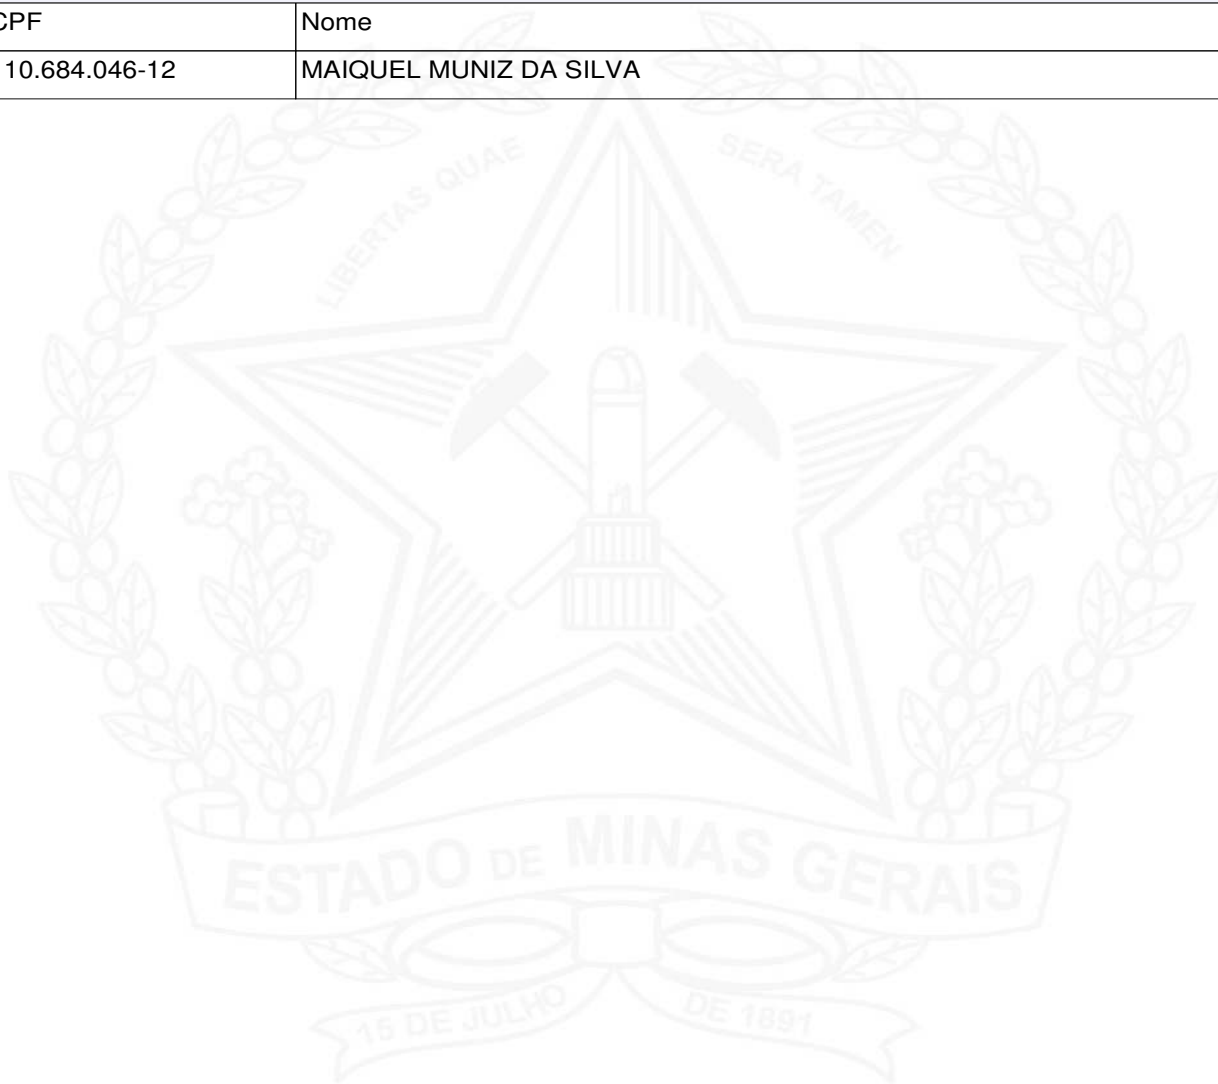 CPF Nome
10.684.046-12 MAIQUEL MUNIZ DA SILVA
LIBERTAS QUAE SERA TAMEN
ESTADO DE MINAS GERAIS
15 DE JULHO DE 1891